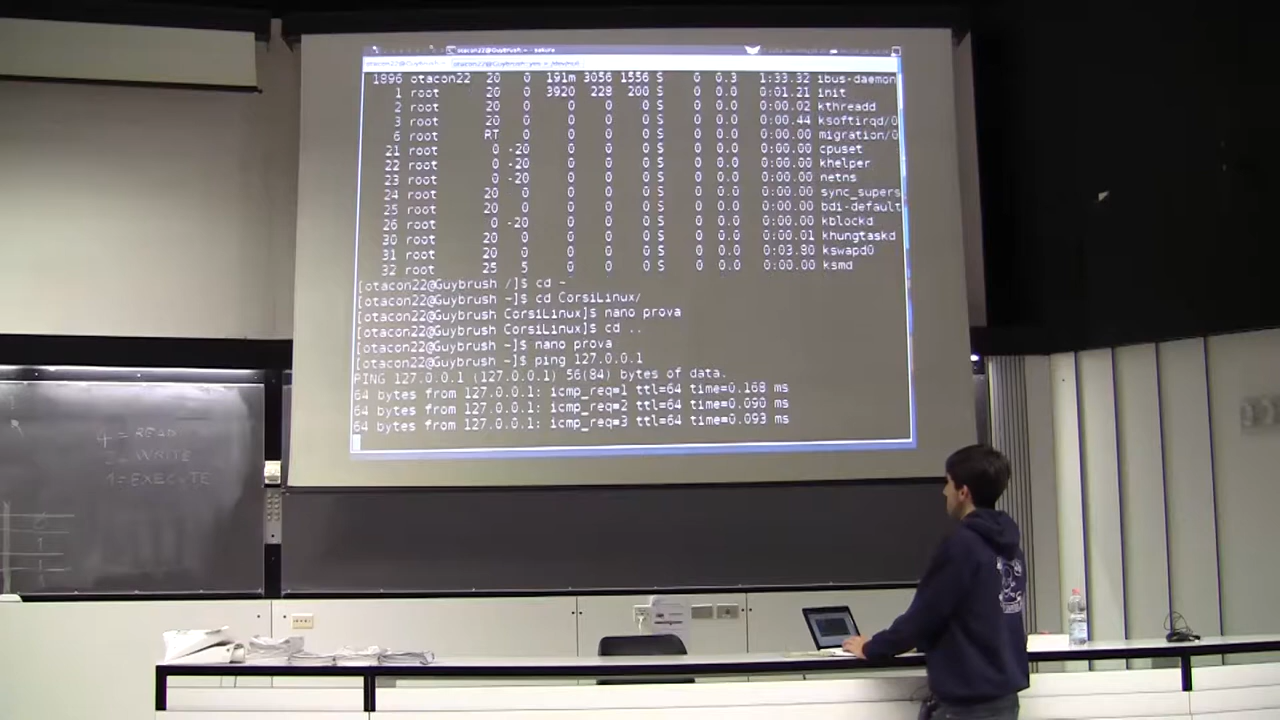 otacon22@Guybrush:~ - sakura
1896 otacon22 20 0 191m 3056 1556 S 0 0.3 1:33.32 ibus-daemon
1 root 20 0 3920 228 200 S 0 0.0 0:01.21 init
2 root 20 0 0 0 0 S 0 0.0 0:00.02 kthreadd
3 root 20 0 0 0 0 S 0 0.0 0:00.44 ksoftirqd/0
6 root RT 0 0 0 0 S 0 0.0 0:00.00 migration/0
21 root 0 -20 0 0 0 S 0 0.0 0:00.00 cpuset
22 root 0 -20 0 0 0 S 0 0.0 0:00.00 khelper
23 root 0 -20 0 0 0 S 0 0.0 0:00.00 netns
24 root 20 0 0 0 0 S 0 0.0 0:00.00 sync_supers
25 root 20 0 0 0 0 S 0 0.0 0:00.00 bdi-default
26 root 0 -20 0 0 0 S 0 0.0 0:00.00 kblockd
30 root 20 0 0 0 0 S 0 0.0 0:00.01 khungtaskd
31 root 20 0 0 0 0 S 0 0.0 0:03.80 kswapd0
32 root 25 5 0 0 0 S 0 0.0 0:00.00 ksmd
[otacon22@Guybrush /]$ cd ~
[otacon22@Guybrush ~]$ cd CorsiLinux/
[otacon22@Guybrush CorsiLinux]$ nano prova
[otacon22@Guybrush CorsiLinux]$ cd ..
[otacon22@Guybrush ~]$ nano prova
[otacon22@Guybrush ~]$ ping 127.0.0.1
PING 127.0.0.1 (127.0.0.1) 56(84) bytes of data.
64 bytes from 127.0.0.1: icmp_req=1 ttl=64 time=0.168 ms
64 bytes from 127.0.0.1: icmp_req=2 ttl=64 time=0.090 ms
64 bytes from 127.0.0.1: icmp_req=3 ttl=64 time=0.093 ms
4 = READ
2 = WRITE
1 = EXECUTE